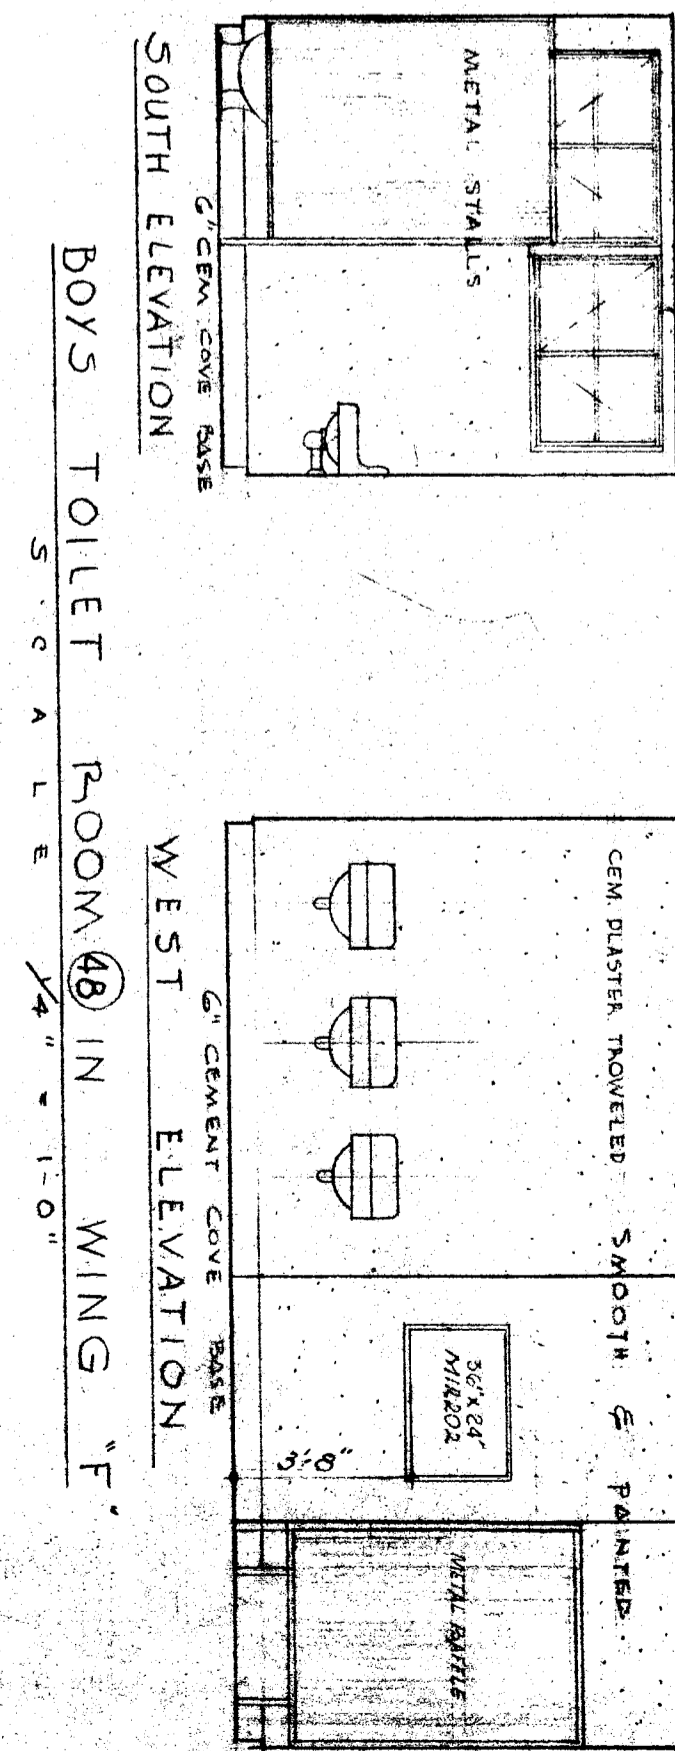 METAL STALLS
6" CEM. COVE BASE
SOUTH ELEVATION
CEM. PLASTER TROWELED SMOOTH & PAINTED.
36" x 24"
MIRROR
METAL BAFFLE
3'-8"
6" CEMENT COVE BASE
WEST ELEVATION
BOYS TOILET ROOM 48 IN WING "F"
SCALE 1/4" = 1'-0"